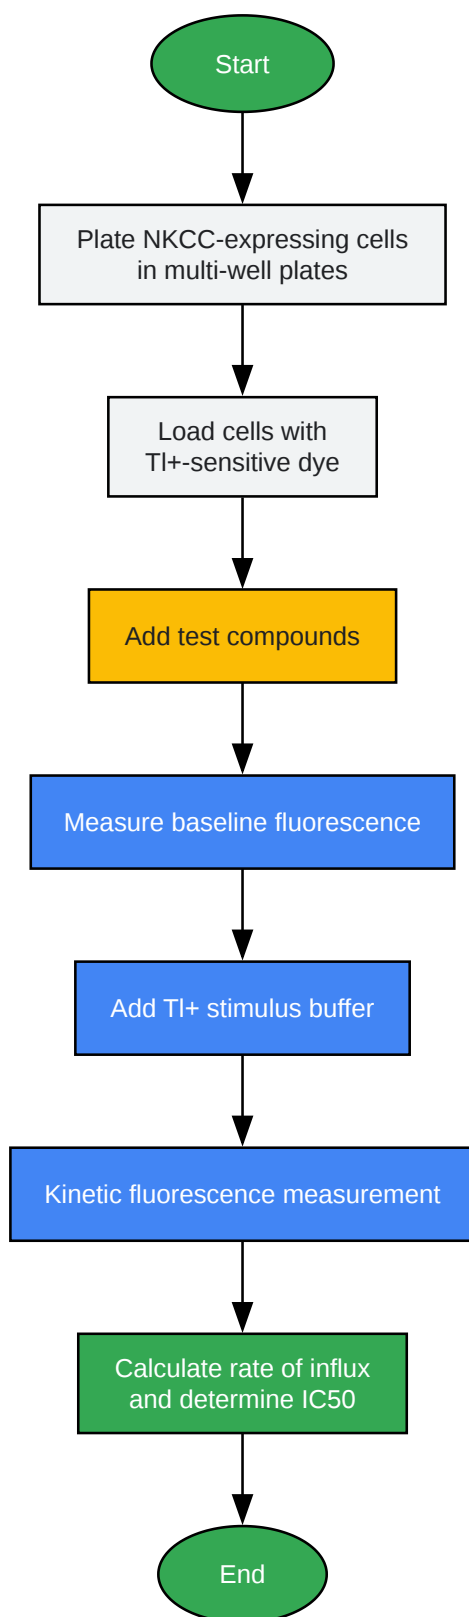 Start
Plate NKCC-expressing cells
in multi-well plates
Load cells with
Tl+-sensitive dye
Add test compounds
Measure baseline fluorescence
Add Tl+ stimulus buffer
Kinetic fluorescence measurement
Calculate rate of influx
and determine IC50
End